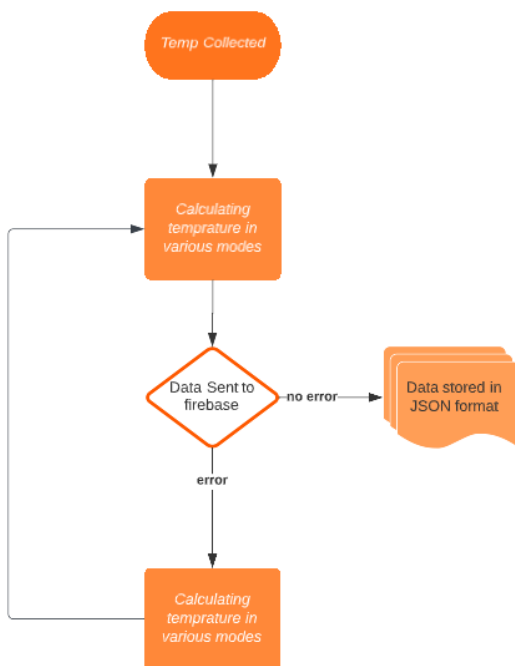 Temp Collected
Calculating
temprature in
various modes
Data Sent to
firebase
no error
Data stored in
JSON format
error
Calculating
temprature in
various modes